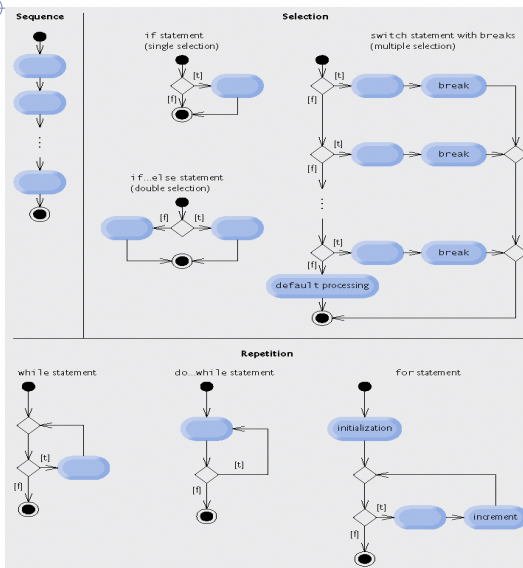 Sequence
Selection
if statement
(single selection)
[t]
[f]
if...else statement
(double selection)
[f]
[t]
switch statement with breaks
(multiple selection)
[t]
break
[f]
[t]
break
[f]
[t]
break
[f]
default processing
Repetition
while statement
[t]
[f]
do...while statement
[t]
[f]
for statement
initialization
[t]
increment
[f]